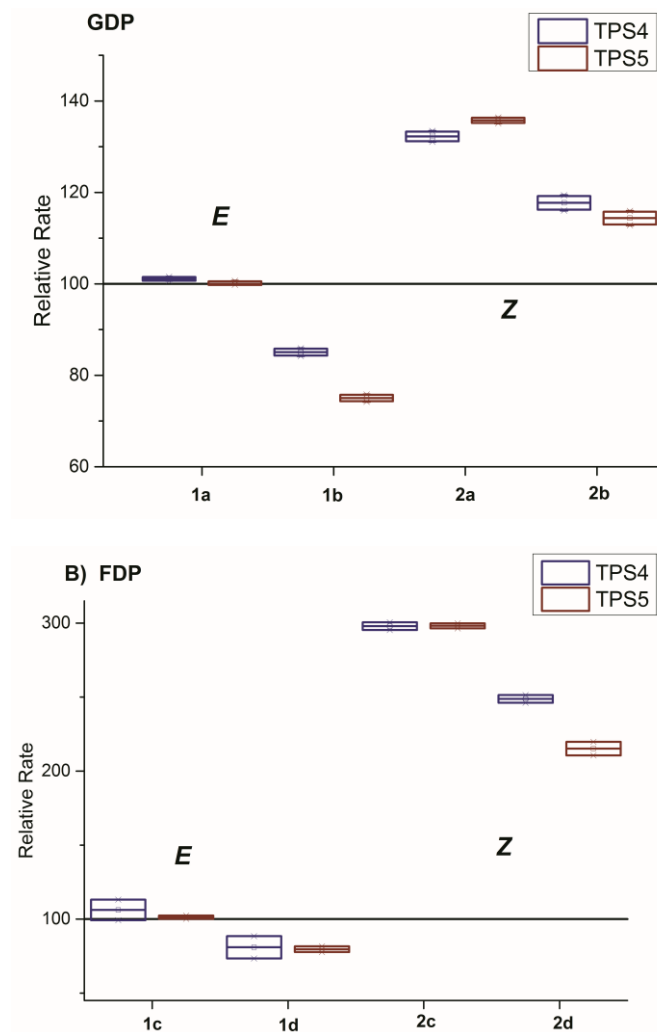 GDP
TPS4
TPS5
140
120
E
100
Z
80
60
Relative Rate
1a 1b 2a 2b
B) FDP
TPS4
TPS5
300
200
E
Z
100
Relative Rate
1c 1d 2c 2d